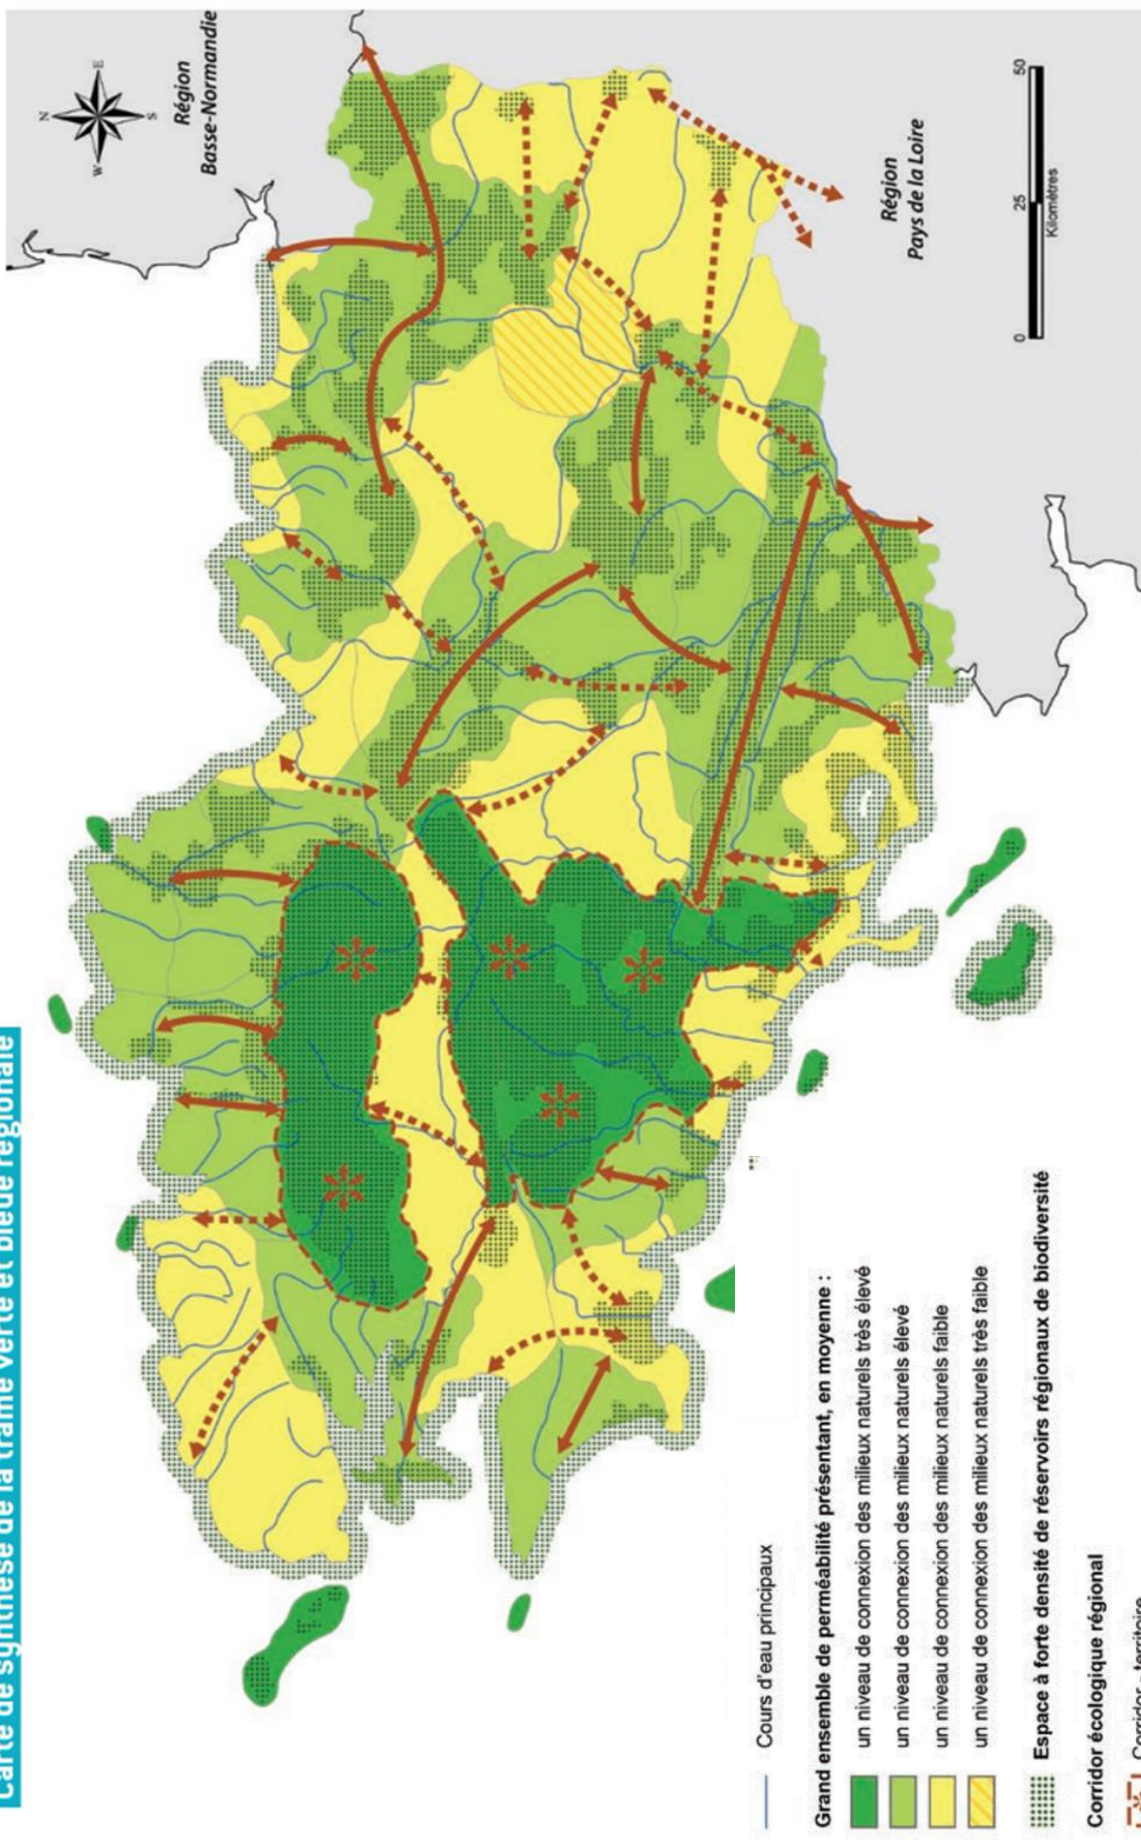 Carte de synthèse de la trame verte et bleue régionale
N
W
E
S
Région
Basse-Normandie
Région
Pays de la Loire
0
25
50
Kilomètres
Cours d'eau principaux
Grand ensemble de perméabilité présentant, en moyenne :
un niveau de connexion des milieux naturels très élevé
un niveau de connexion des milieux naturels élevé
un niveau de connexion des milieux naturels faible
un niveau de connexion des milieux naturels très faible
Espace à forte densité de réservoirs régionaux de biodiversité
Corridor écologique régional
Corridor - territoire